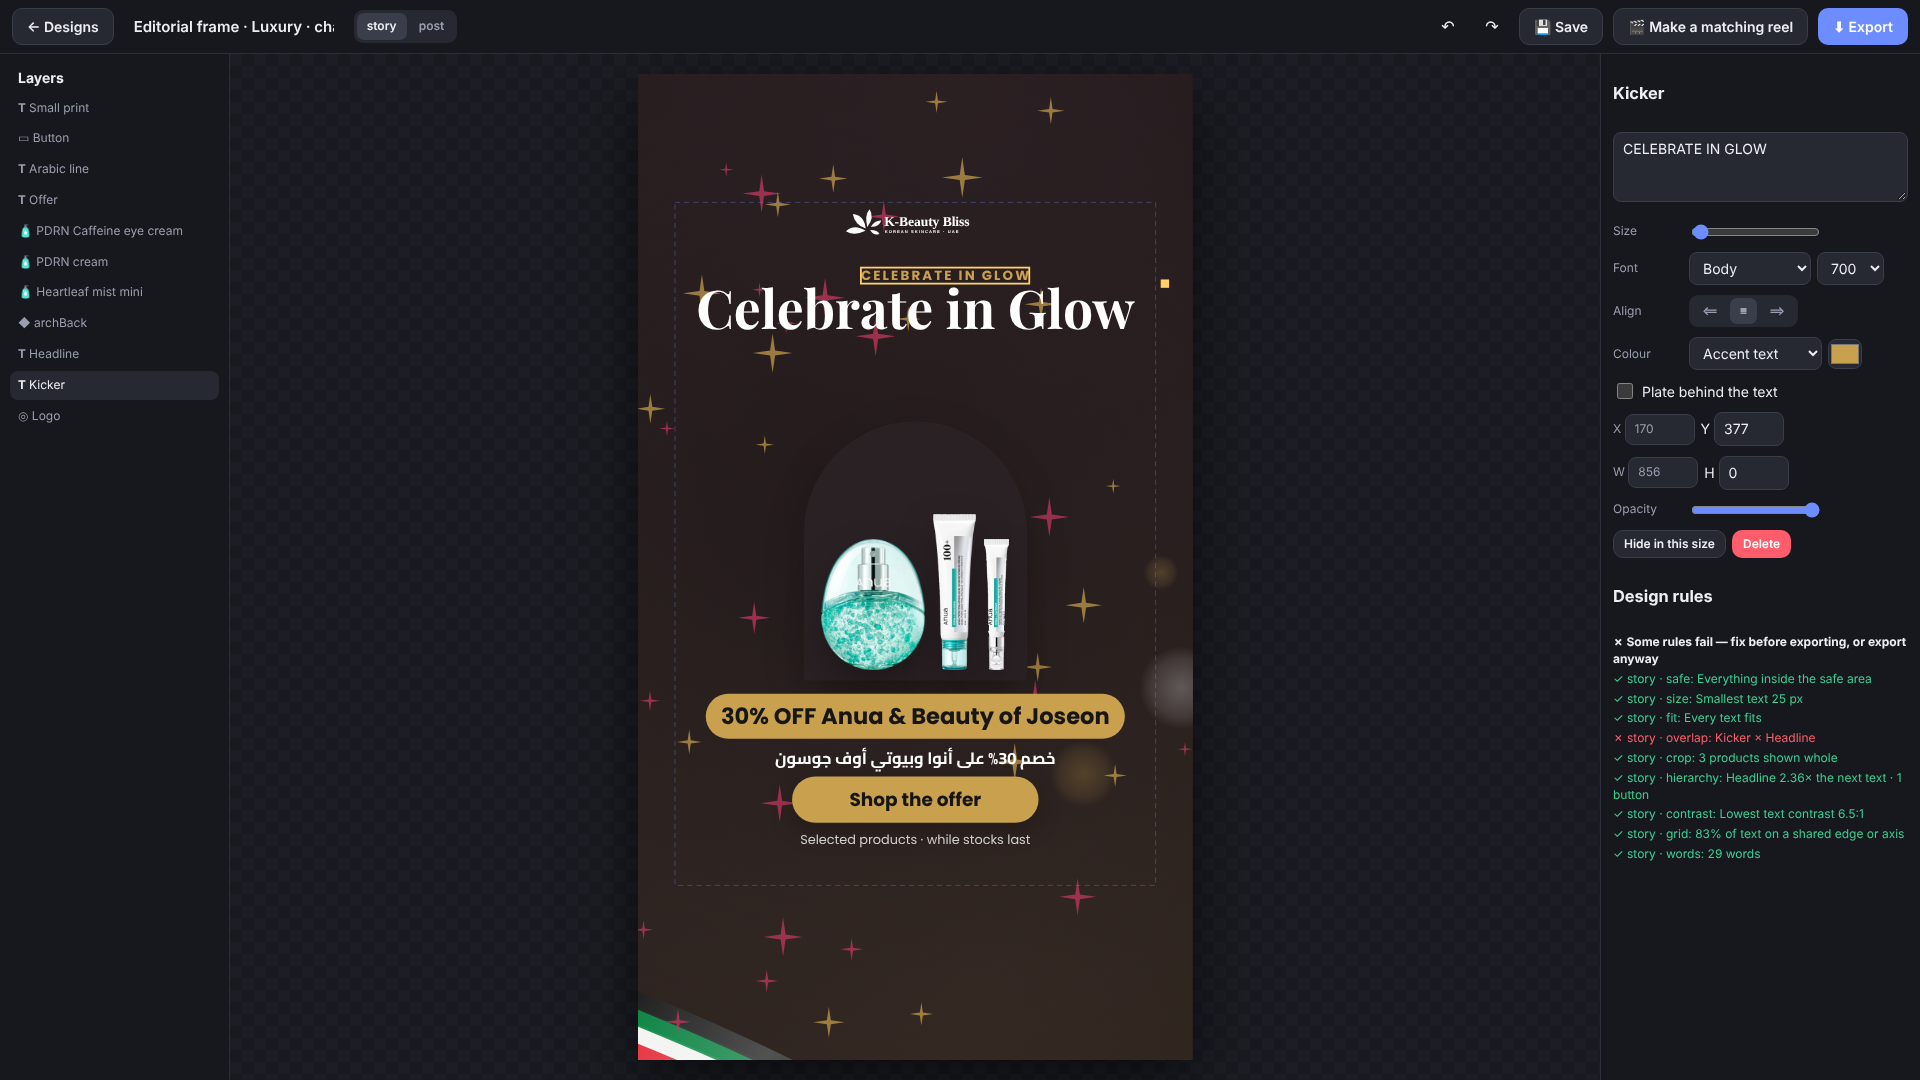 ← Designs
Editorial frame · Luxury · cha
story
post
↶
↷
💾 Save
🎬 Make a matching reel
⬇ Export
Layers
T Small print
▭ Button
T Arabic line
T Offer
🧴 PDRN Caffeine eye cream
🧴 PDRN cream
🧴 Heartleaf mist mini
◆ archBack
T Headline
T Kicker
◎ Logo
K-Beauty Bliss
KOREAN SKINCARE · UAE
CELEBRATE IN GLOW
Celebrate in Glow
ANUA
100+
Anua
Anua
30% OFF Anua & Beauty of Joseon
خصم 30% على أنوا وبيوتي أوف جوسون
Shop the offer
Selected products · while stocks last
Kicker
CELEBRATE IN GLOW
Size
Font
Body
700
Align
Colour
Accent text
Plate behind the text
X 170 Y 377
W 856 H 0
Opacity
Hide in this size
Delete
Design rules
✗ Some rules fail — fix before exporting, or export
anyway
✓ story · safe: Everything inside the safe area
✓ story · size: Smallest text 25 px
✓ story · fit: Every text fits
✗ story · overlap: Kicker × Headline
✓ story · crop: 3 products shown whole
✓ story · hierarchy: Headline 2.36× the next text · 1
button
✓ story · contrast: Lowest text contrast 6.5:1
✓ story · grid: 83% of text on a shared edge or axis
✓ story · words: 29 words